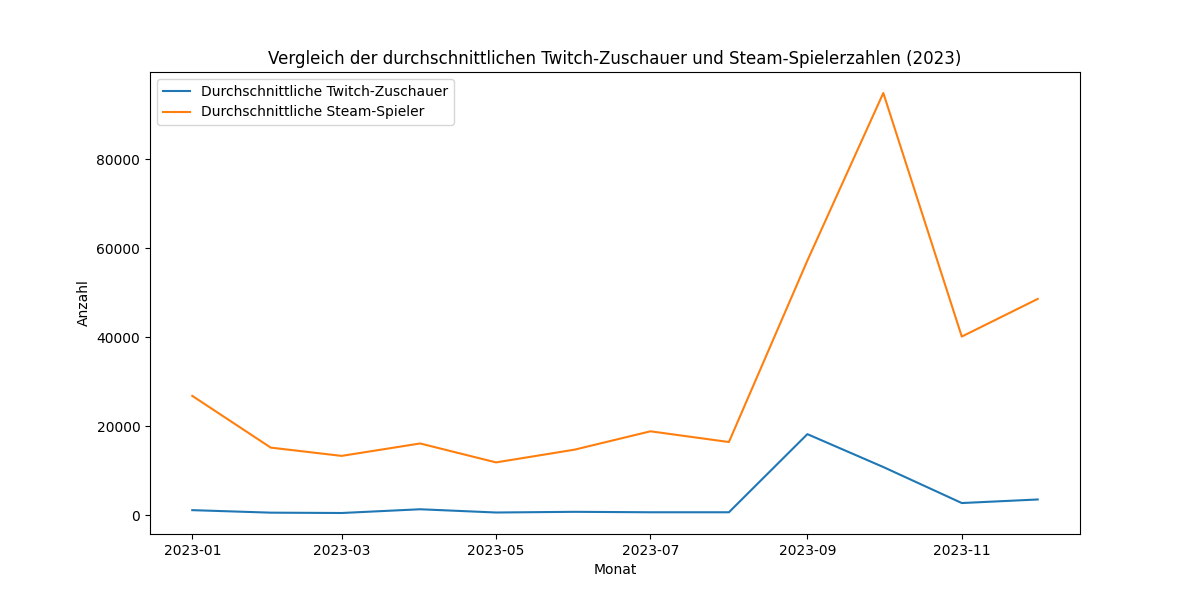 Vergleich der durchschnittlichen Twitch-Zuschauer und Steam-Spielerzahlen (2023)
Durchschnittliche Twitch-Zuschauer
Durchschnittliche Steam-Spieler
80000
60000
40000
20000
0
Anzahl
2023-01 2023-03 2023-05 2023-07 2023-09 2023-11
Monat